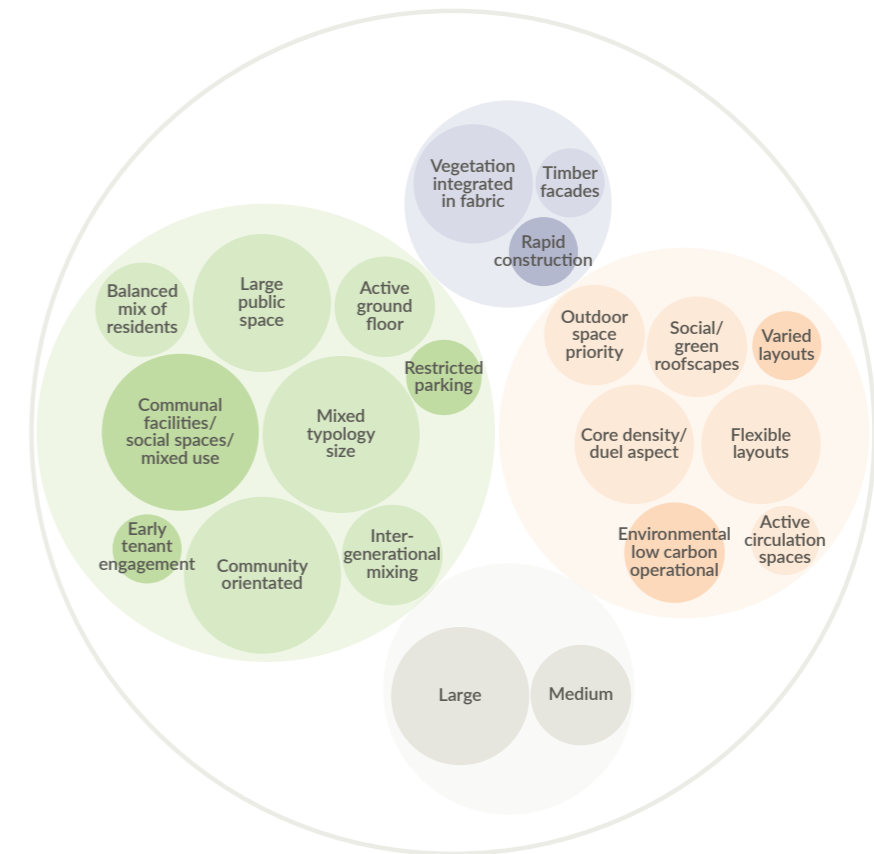 Vegetation
integrated
in fabric
Timber
facades
Rapid
construction
Balanced
mix of
residents
Large
public
space
Active
ground
floor
Restricted
parking
Communal
facilities/
social spaces/
mixed use
Mixed
typology
size
Early
tenant
engagement
Community
orientated
Inter-
generational
mixing
Outdoor
space
priority
Social/
green
roofscapes
Varied
layouts
Core density/
duel aspect
Flexible
layouts
Environmental
low carbon
operational
Active
circulation
spaces
Large
Medium